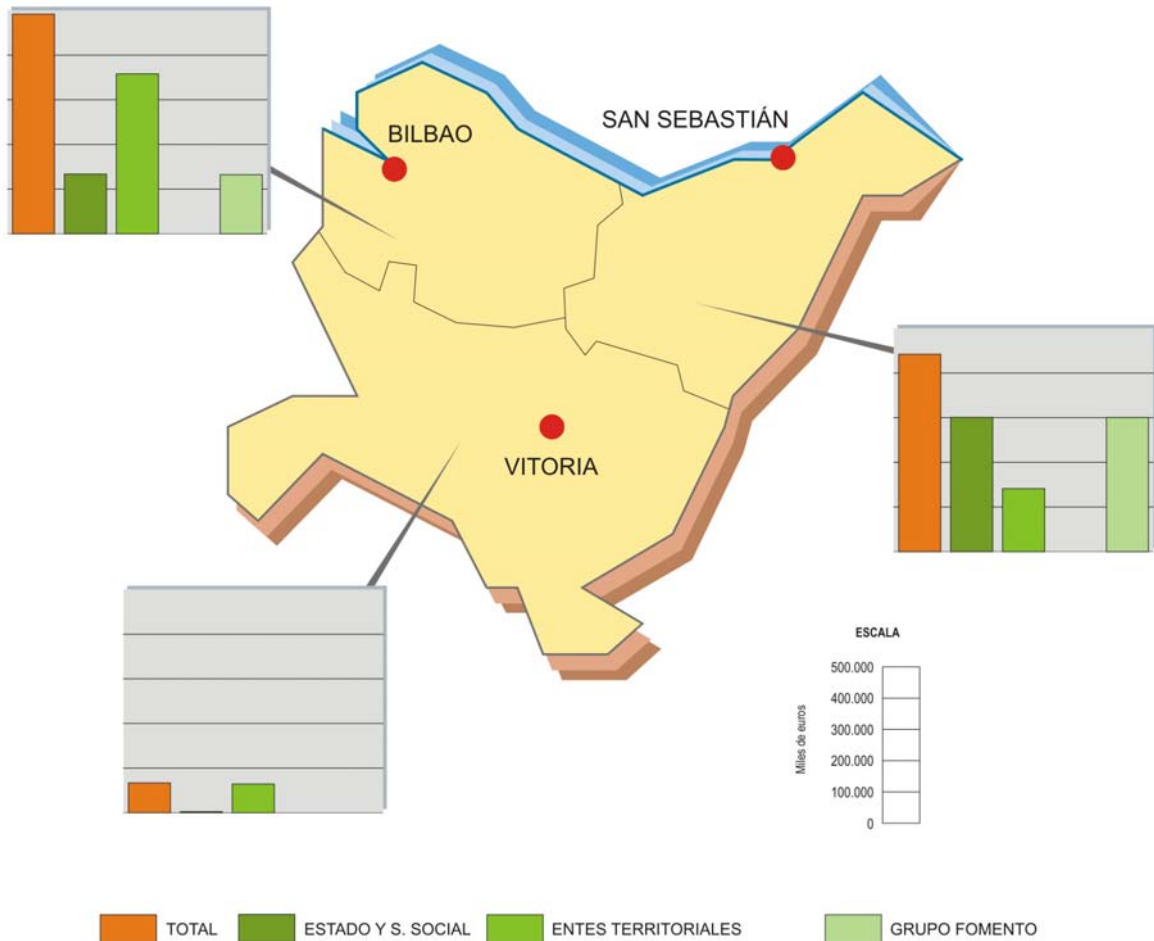 BILBAO
SAN SEBASTIÁN
VITORIA
ESCALA
Miles de euros
500.000
400.000
300.000
200.000
100.000
0
TOTAL
ESTADO Y S. SOCIAL
ENTES TERRITORIALES
GRUPO FOMENTO